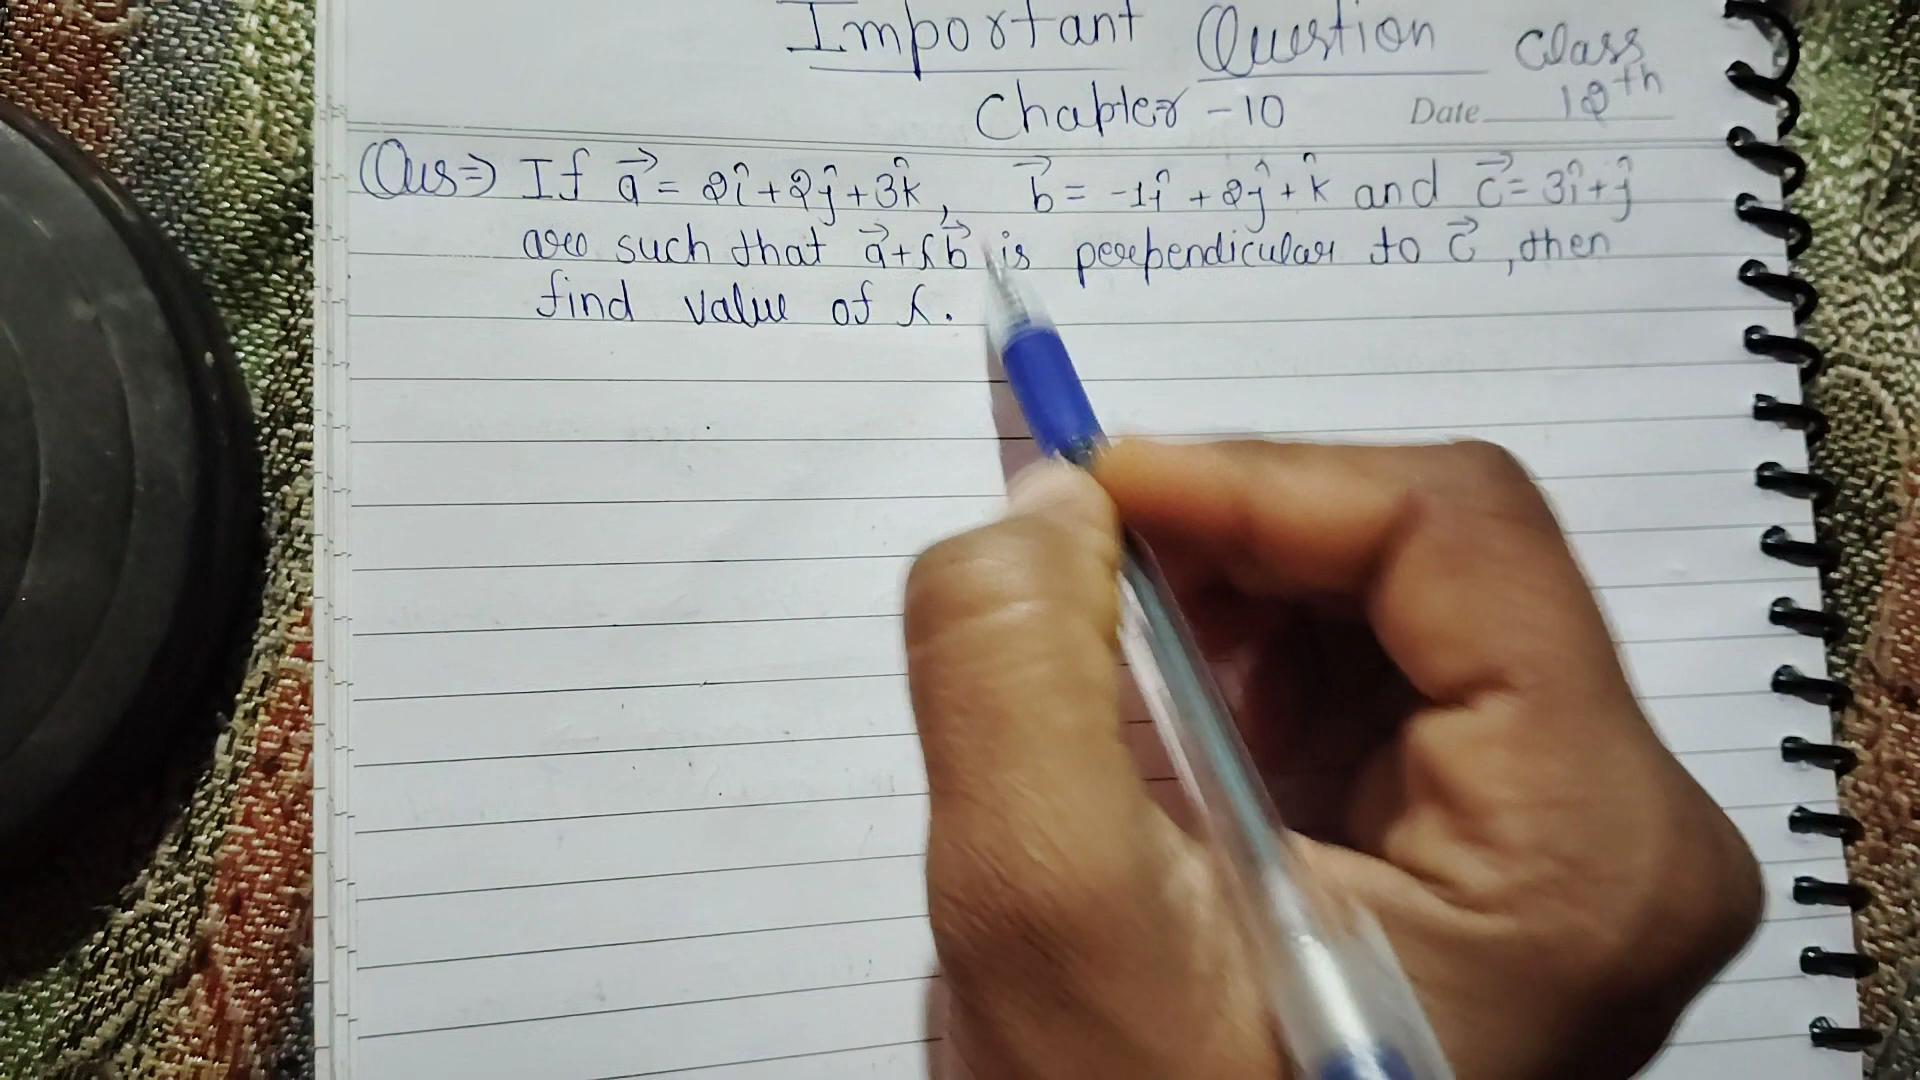 Important Question Class
Chapter - 10 Date 12th
Qus⇒ If a⃗ = 2î + 2ĵ + 3k̂, b⃗ = -1î + 2ĵ + k̂ and c⃗ = 3î + ĵ
are such that a⃗ + λb⃗ is perpendicular to c⃗, then
find value of λ.